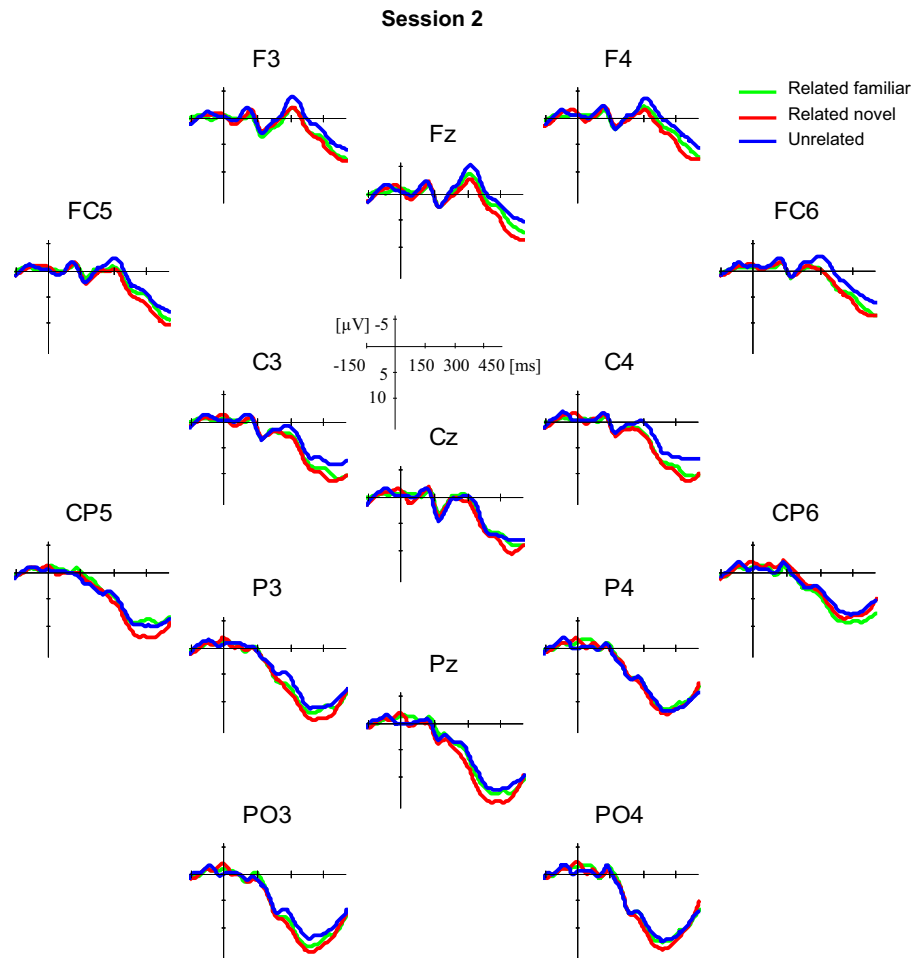 Session 2
F3
F4
Related familiar
Related novel
Unrelated
Fz
FC5
FC6
[µV] -5
-150 150 300 450 [ms]
5
10
C3
C4
Cz
CP5
CP6
P3
P4
Pz
PO3
PO4